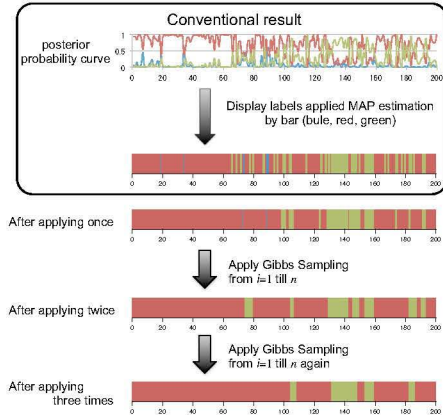 Conventional result
posterior
probability curve
1
0.5
0
0 20 40 60 80 100 120 140 160 180 200
Display labels applied MAP estimation
by bar (bule, red, green)
0 20 40 60 80 100 120 140 160 180 200
After applying once
0 20 40 60 80 100 120 140 160 180 200
Apply Gibbs Sampling
from i=1 till n
After applying twice
0 20 40 60 80 100 120 140 160 180 200
Apply Gibbs Sampling
from i=1 till n again
After applying
three times
0 20 40 60 80 100 120 140 160 180 200